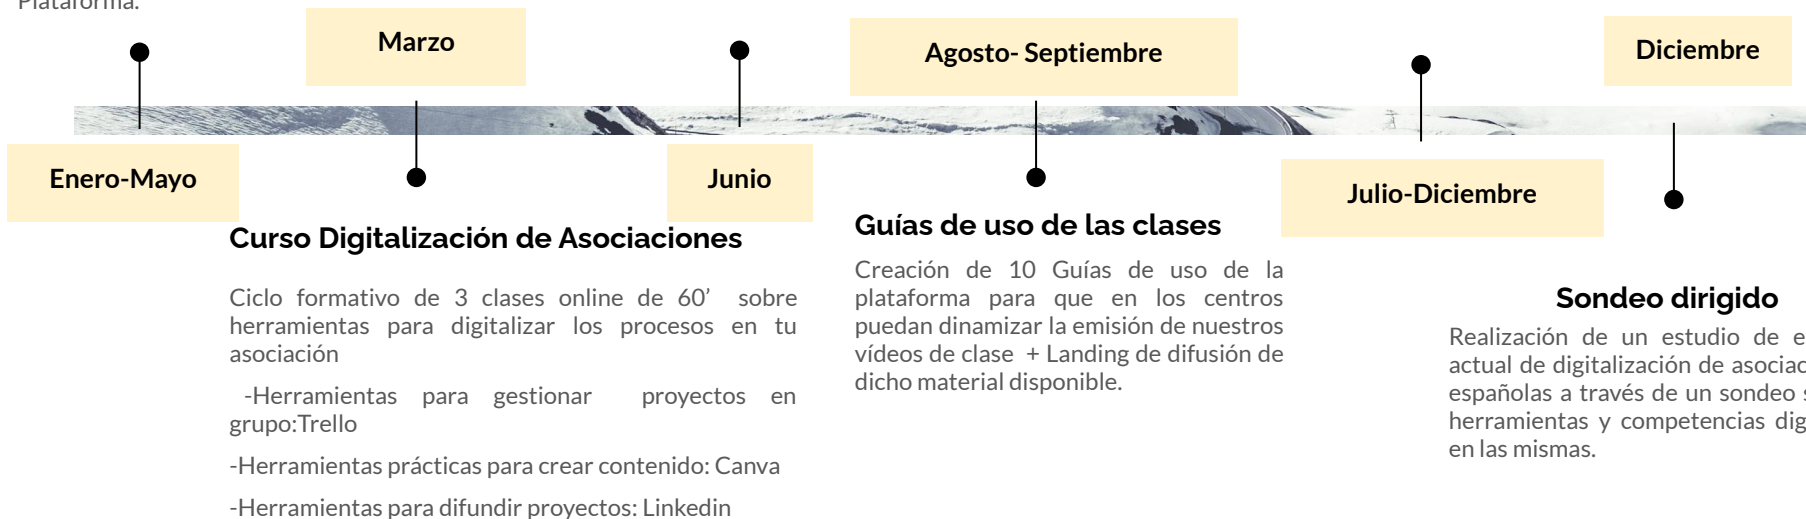 Plataforma.
Marzo
Agosto- Septiembre
Diciembre
Enero-Mayo
Junio
Julio-Diciembre
Curso Digitalización de Asociaciones
Ciclo formativo de 3 clases online de 60’ sobre
herramientas para digitalizar los procesos en tu
asociación
-Herramientas para gestionar proyectos en
grupo:Trello
-Herramientas prácticas para crear contenido: Canva
-Herramientas para difundir proyectos: Linkedin
Guías de uso de las clases
Creación de 10 Guías de uso de la
plataforma para que en los centros
puedan dinamizar la emisión de nuestros
vídeos de clase + Landing de difusión de
dicho material disponible.
Sondeo dirigido
Realización de un estudio de
actual de digitalización de
españolas a través de un sondeo
herramientas y competencias
en las mismas.